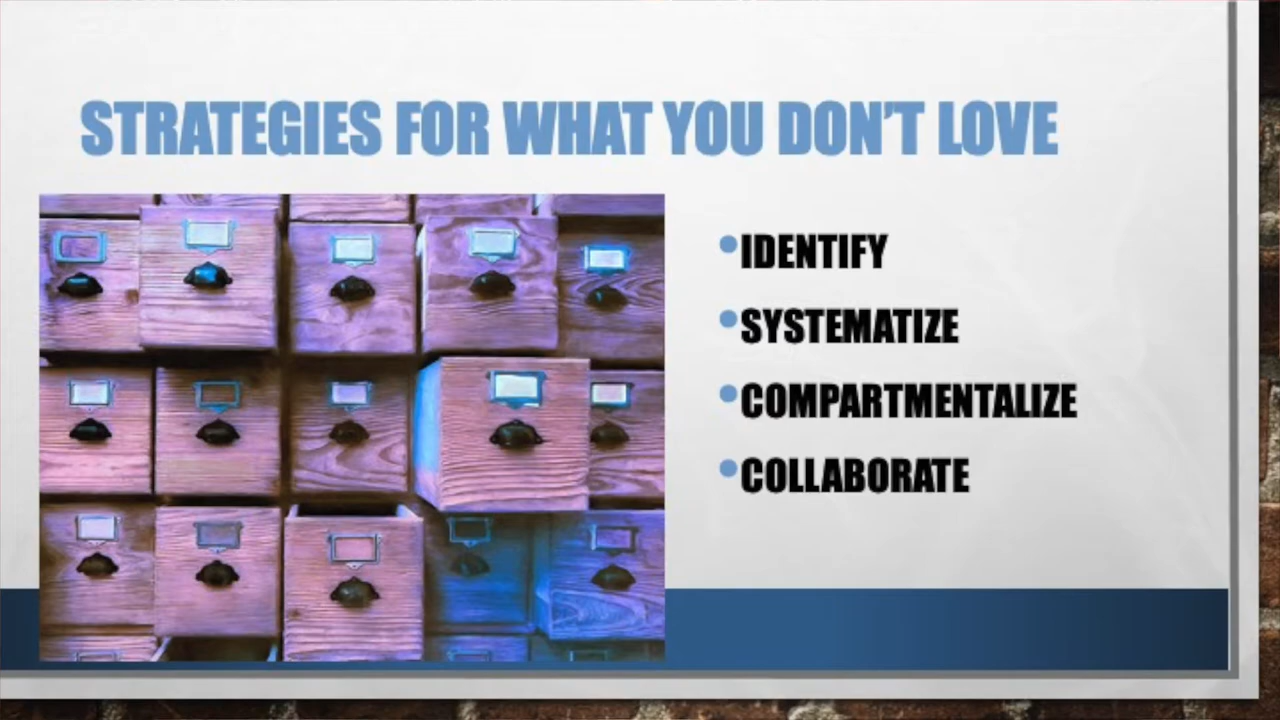 STRATEGIES FOR WHAT YOU DON'T LOVE
•IDENTIFY
•SYSTEMATIZE
•COMPARTMENTALIZE
•COLLABORATE